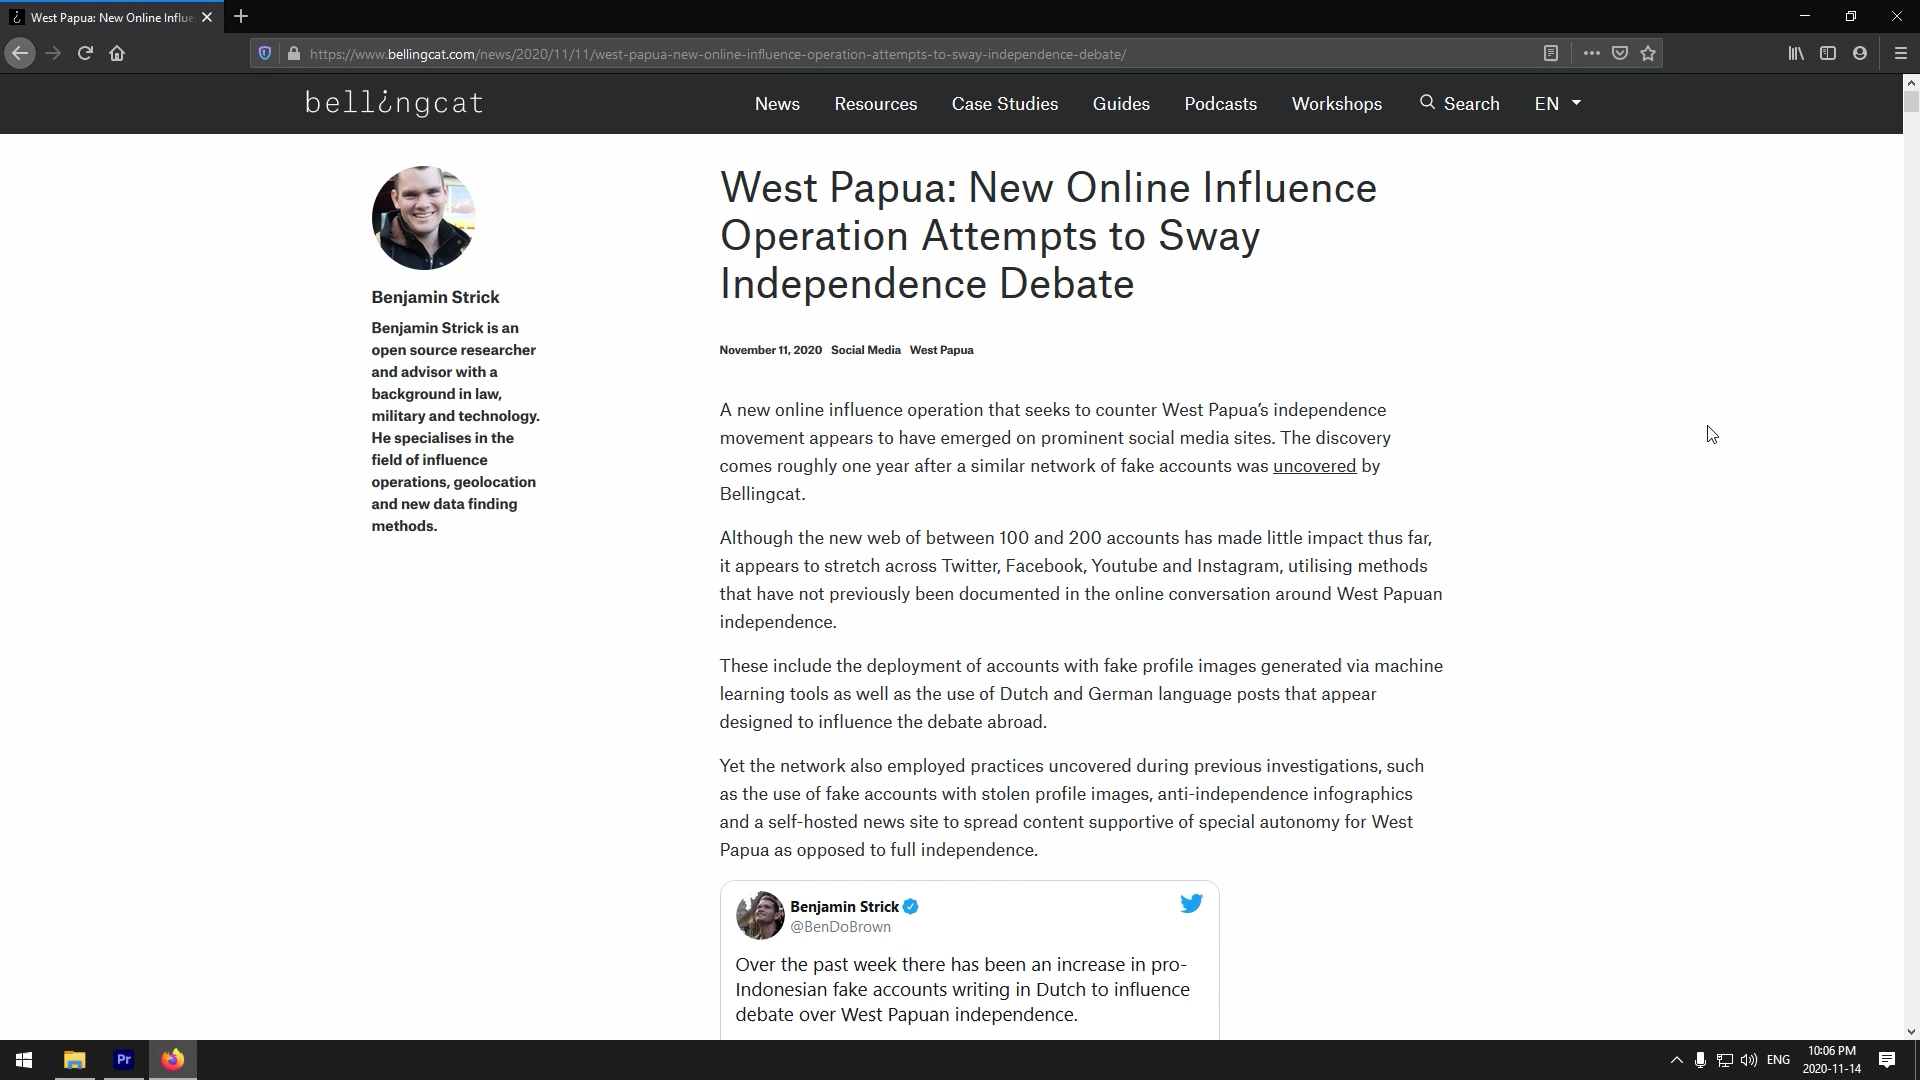 West Papua: New Online Influe
https://www.bellingcat.com/news/2020/11/11/west-papua-new-online-influence-operation-attempts-to-sway-independence-debate/
bell¿ngcat
News Resources Case Studies Guides Podcasts Workshops Search EN
Benjamin Strick
Benjamin Strick is an
open source researcher
and advisor with a
background in law,
military and technology.
He specialises in the
field of influence
operations, geolocation
and new data finding
methods.
West Papua: New Online Influence
Operation Attempts to Sway
Independence Debate
November 11, 2020 Social Media West Papua
A new online influence operation that seeks to counter West Papua’s independence
movement appears to have emerged on prominent social media sites. The discovery
comes roughly one year after a similar network of fake accounts was uncovered by
Bellingcat.
Although the new web of between 100 and 200 accounts has made little impact thus far,
it appears to stretch across Twitter, Facebook, Youtube and Instagram, utilising methods
that have not previously been documented in the online conversation around West Papuan
independence.
These include the deployment of accounts with fake profile images generated via machine
learning tools as well as the use of Dutch and German language posts that appear
designed to influence the debate abroad.
Yet the network also employed practices uncovered during previous investigations, such
as the use of fake accounts with stolen profile images, anti-independence infographics
and a self-hosted news site to spread content supportive of special autonomy for West
Papua as opposed to full independence.
Benjamin Strick
@BenDoBrown
Over the past week there has been an increase in pro-
Indonesian fake accounts writing in Dutch to influence
debate over West Papuan independence.
Pr
ENG
10:06 PM
2020-11-14